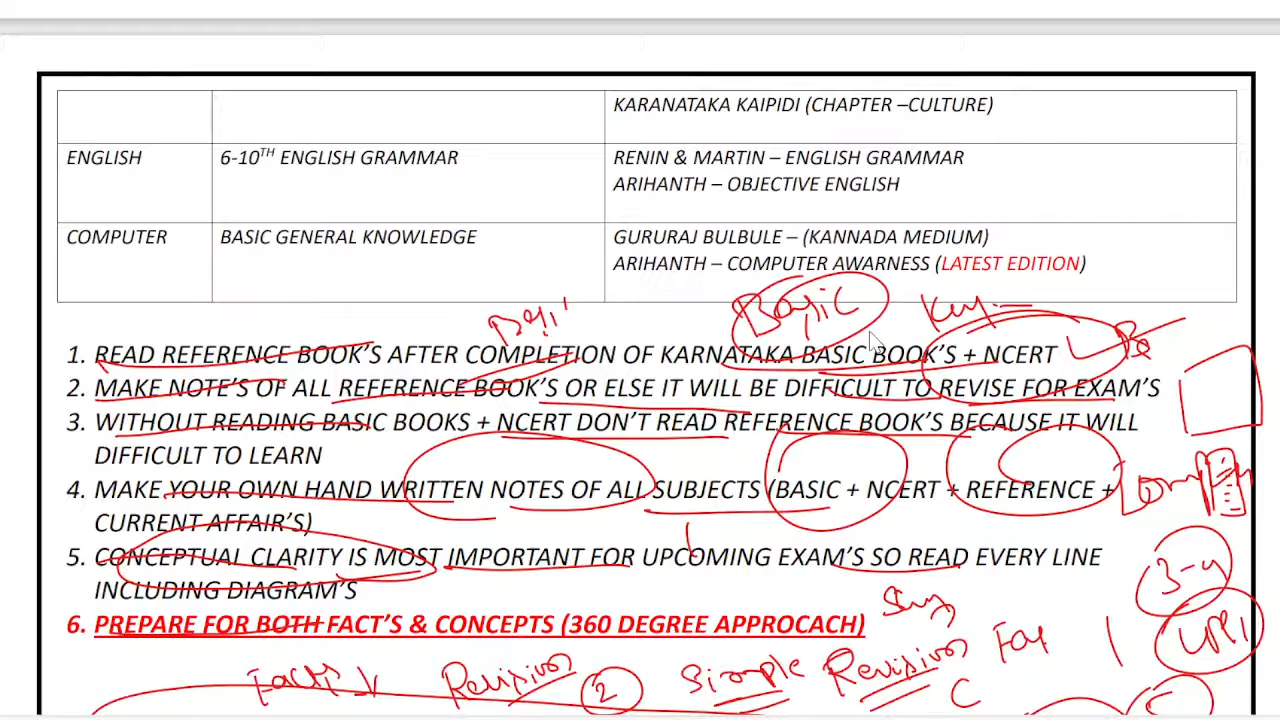 KARANATAKA KAIPIDI (CHAPTER –CULTURE)
ENGLISH 6-10TH ENGLISH GRAMMAR RENIN & MARTIN – ENGLISH GRAMMAR
ARIHANTH – OBJECTIVE ENGLISH
COMPUTER BASIC GENERAL KNOWLEDGE GURURAJ BULBULE – (KANNADA MEDIUM)
ARIHANTH – COMPUTER AWARNESS (LATEST EDITION)
Basic Key
1. READ REFERENCE BOOK'S AFTER COMPLETION OF KARNATAKA BASIC BOOK'S + NCERT
2. MAKE NOTE'S OF ALL REFERENCE BOOK'S OR ELSE IT WILL BE DIFFICULT TO REVISE FOR EXAM'S
3. WITHOUT READING BASIC BOOKS + NCERT DON'T READ REFERENCE BOOK'S BECAUSE IT WILL
DIFFICULT TO LEARN
4. MAKE YOUR OWN HAND WRITTEN NOTES OF ALL SUBJECTS (BASIC + NCERT + REFERENCE +
CURRENT AFFAIR'S)
5. CONCEPTUAL CLARITY IS MOST IMPORTANT FOR UPCOMING EXAM'S SO READ EVERY LINE
INCLUDING DIAGRAM'S
3-4
6. PREPARE FOR BOTH FACT'S & CONCEPTS (360 DEGREE APPROCACH)
Facts Revision 2 Simple Revision